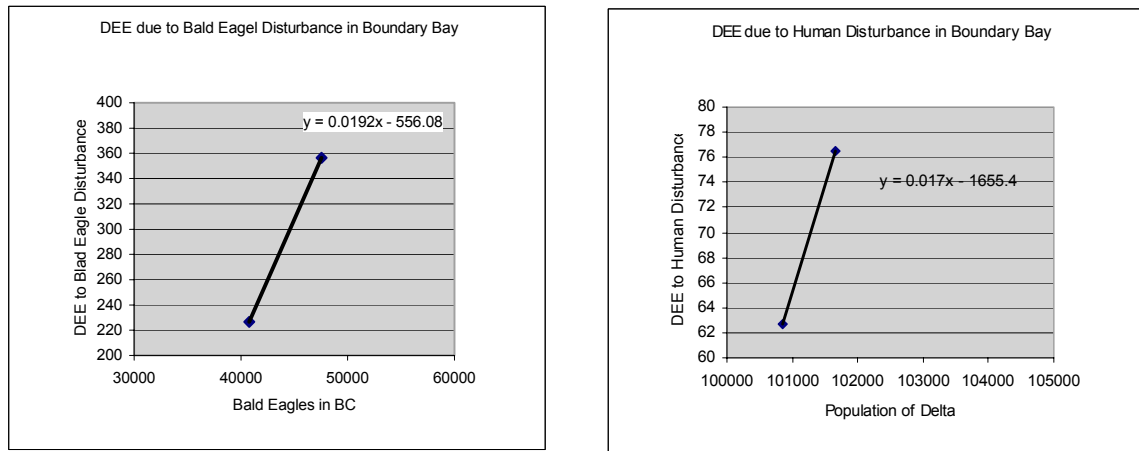 DEE due to Bald Eagel Disturbance in Boundary Bay
DEE to Blad Eagle Disturbance
400
380
360
340
320
300
280
260
240
220
200
y = 0.0192x - 556.08
30000 40000 50000 60000
Bald Eagles in BC
DEE due to Human Disturbance in Boundary Bay
DEE to Human Disturbance
80
78
76
74
72
70
68
66
64
62
60
y = 0.017x - 1655.4
100000 101000 102000 103000 104000 105000
Population of Delta